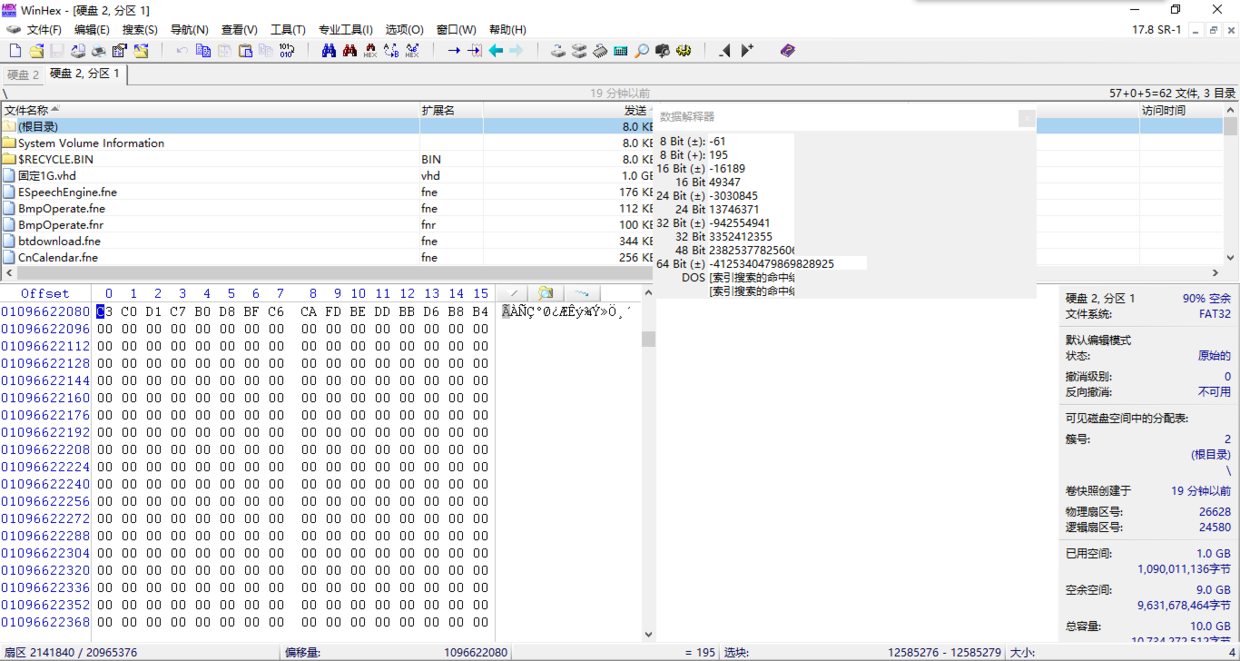 WinHex - [硬盘 2, 分区 1]
文件(F) 编辑(E) 搜索(S) 导航(N) 查看(V) 工具(T) 专业工具(I) 选项(O) 窗口(W) 帮助(H) 17.8 SR-1
硬盘 2 硬盘 2, 分区 1
\ 19 分钟以前 57+0+5=62 文件, 3 目录
文件名称 扩展名 发送 访问时间
(根目录) 8.0 KB
System Volume Information 8.0 KB
$RECYCLE.BIN BIN 8.0 KB
固定1G.vhd vhd 1.0 GB
ESpeechEngine.fne fne 176 KB
BmpOperate.fne fne 112 KB
BmpOperate.fnr fnr 100 KB
btdownload.fne fne 344 KB
CnCalendar.fne fne 256 KB
数据解释器
8 Bit (±): -61
8 Bit (+): 195
16 Bit (±) -16189
16 Bit 49347
24 Bit (±) -3030845
24 Bit 13746371
32 Bit (±) -942554941
32 Bit 3352412355
48 Bit 2382537782560
64 Bit (±) -4125340479869828925
DOS [索引搜索的命中
[索引搜索的命中
Offset 0 1 2 3 4 5 6 7 8 9 10 11 12 13 14 15
01096622080 C3 C0 D1 C7 B0 D8 BF C6 CA FD BE DD BB D6 B8 B4 ÃÀÑÇ°Ø¿ÆÊý¾Ý»Ö¸´
01096622096 00 00 00 00 00 00 00 00 00 00 00 00 00 00 00 00
01096622112 00 00 00 00 00 00 00 00 00 00 00 00 00 00 00 00
01096622128 00 00 00 00 00 00 00 00 00 00 00 00 00 00 00 00
01096622144 00 00 00 00 00 00 00 00 00 00 00 00 00 00 00 00
01096622160 00 00 00 00 00 00 00 00 00 00 00 00 00 00 00 00
01096622176 00 00 00 00 00 00 00 00 00 00 00 00 00 00 00 00
01096622192 00 00 00 00 00 00 00 00 00 00 00 00 00 00 00 00
01096622208 00 00 00 00 00 00 00 00 00 00 00 00 00 00 00 00
01096622224 00 00 00 00 00 00 00 00 00 00 00 00 00 00 00 00
01096622240 00 00 00 00 00 00 00 00 00 00 00 00 00 00 00 00
01096622256 00 00 00 00 00 00 00 00 00 00 00 00 00 00 00 00
01096622272 00 00 00 00 00 00 00 00 00 00 00 00 00 00 00 00
01096622288 00 00 00 00 00 00 00 00 00 00 00 00 00 00 00 00
01096622304 00 00 00 00 00 00 00 00 00 00 00 00 00 00 00 00
01096622320 00 00 00 00 00 00 00 00 00 00 00 00 00 00 00 00
01096622336 00 00 00 00 00 00 00 00 00 00 00 00 00 00 00 00
01096622352 00 00 00 00 00 00 00 00 00 00 00 00 00 00 00 00
01096622368 00 00 00 00 00 00 00 00 00 00 00 00 00 00 00 00
硬盘 2, 分区 1 90% 空余
文件系统: FAT32
默认编辑模式
状态: 原始的
撤消级别: 0
反向撤消: 不可用
可见磁盘空间中的分配表:
簇号: 2
(根目录)
\
卷快照创建于 19 分钟以前
物理扇区号: 26628
逻辑扇区号: 24580
已用空间: 1.0 GB
1,090,011,136字节
空余空间: 9.0 GB
9,631,678,464字节
总容量: 10.0 GB
10,734,272,512字节
扇区 2141840 / 20965376 偏移量: 1096622080 = 195 选块: 12585276 - 12585279 大小: 4